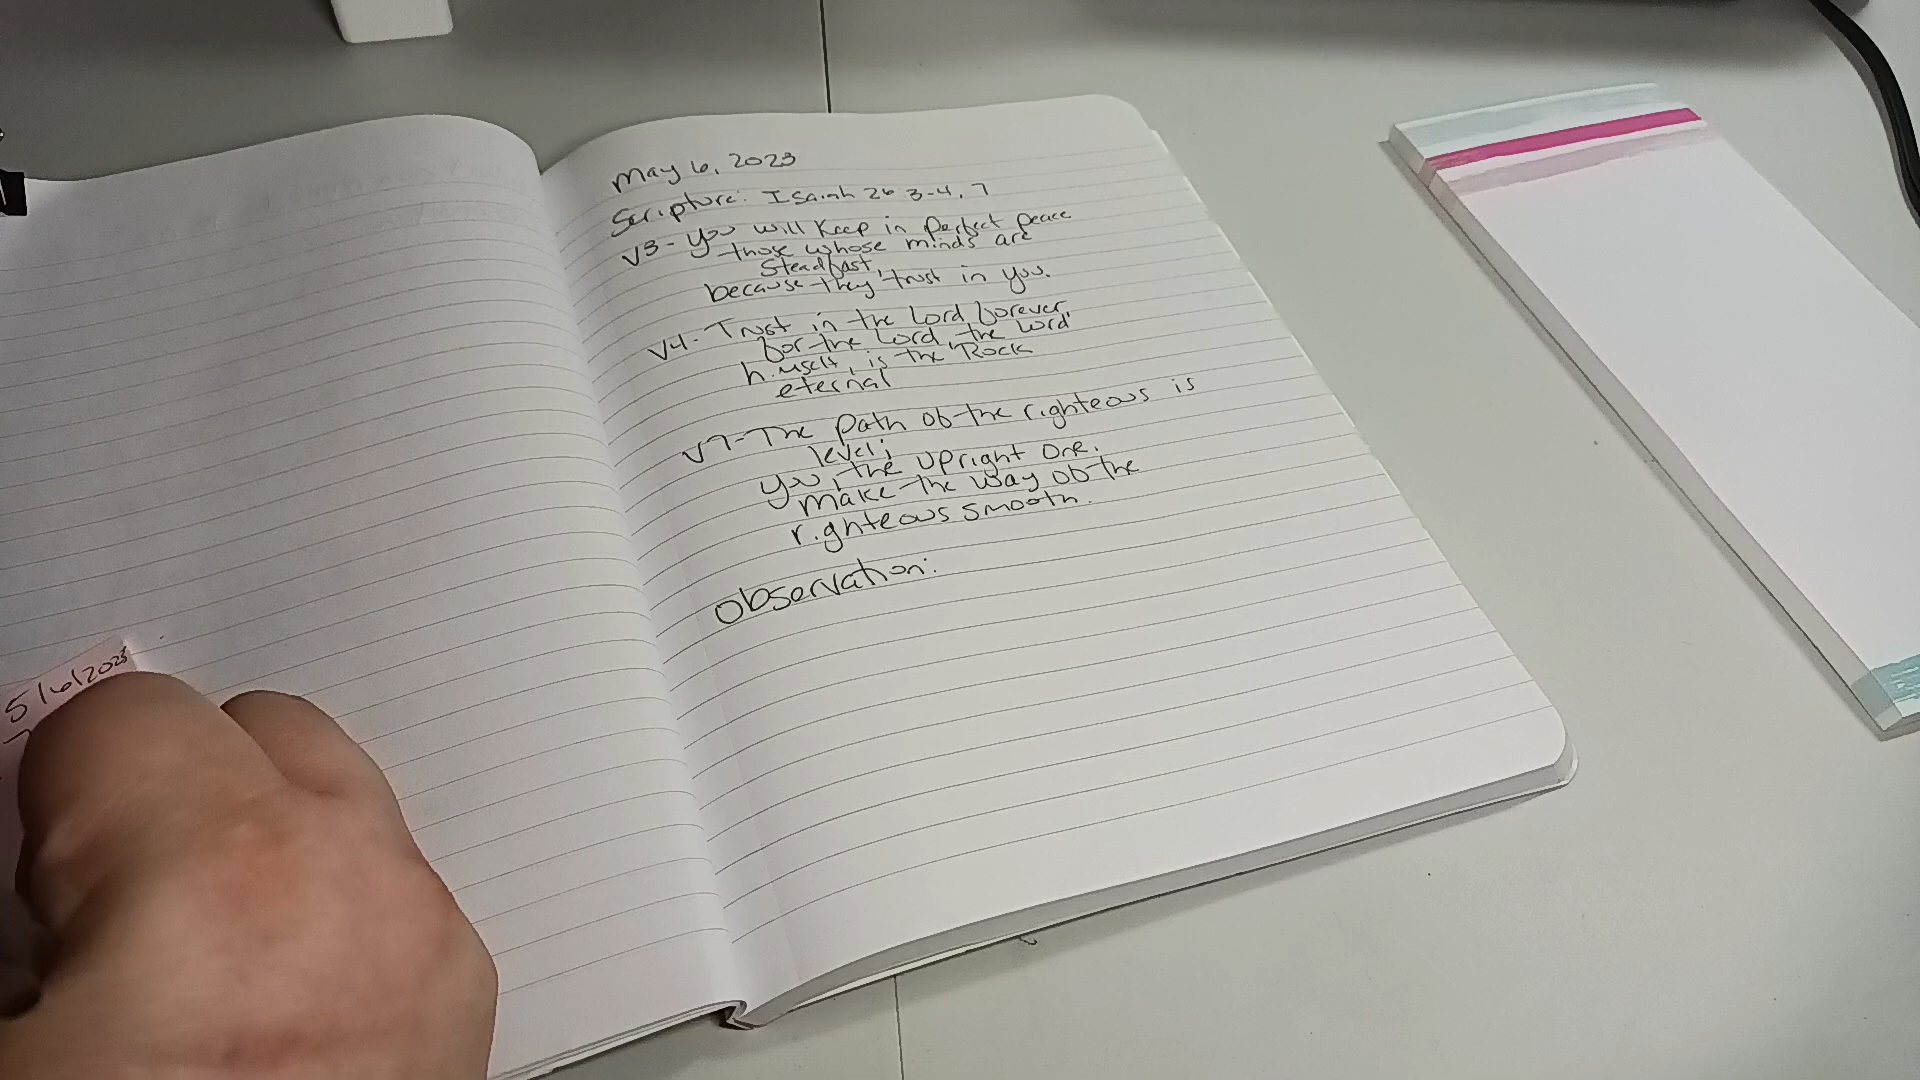 May 6, 2023
Scripture: Isaiah 26 3-4, 7
V3- You will Keep in Perfect peace
those whose minds are
Steadfast,
because they trust in you.
V4- Trust in the Lord forever,
for the Lord, the Lord
himself, is the Rock
eternal
V7- The Path of the righteous is
level;
you, the upright One,
make the way of the
righteous smooth.
Observation:
5/6/2023